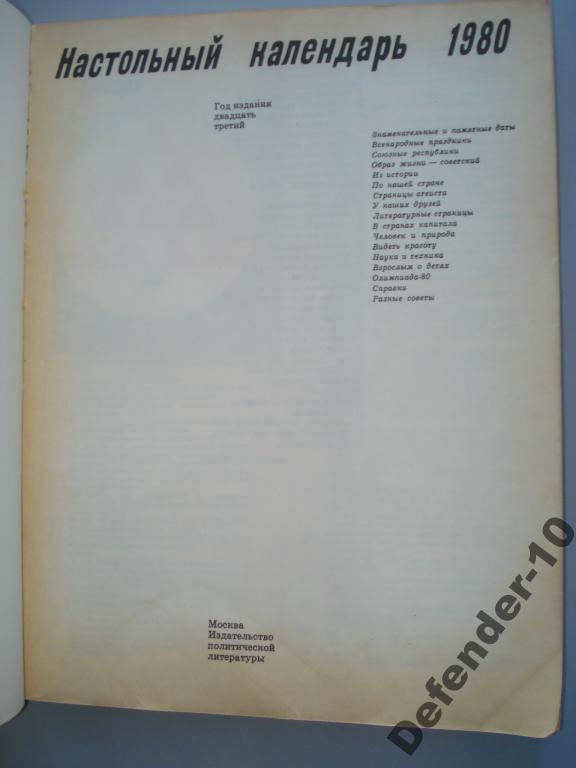 Настольный календарь 1980
Год издания
двадцать
третий
Знаменательные и памятные даты
Всенародные праздники
Союзные республики
Образ жизни — советский
Из истории
По нашей стране
Страницы атеиста
У наших друзей
Литературные страницы
В странах капитала
Человек и природа
Видеть красоту
Наука и техника
Взрослым о детях
Олимпиада-80
Справки
Разные советы
Москва
Издательство
политической
литературы
Defender-10